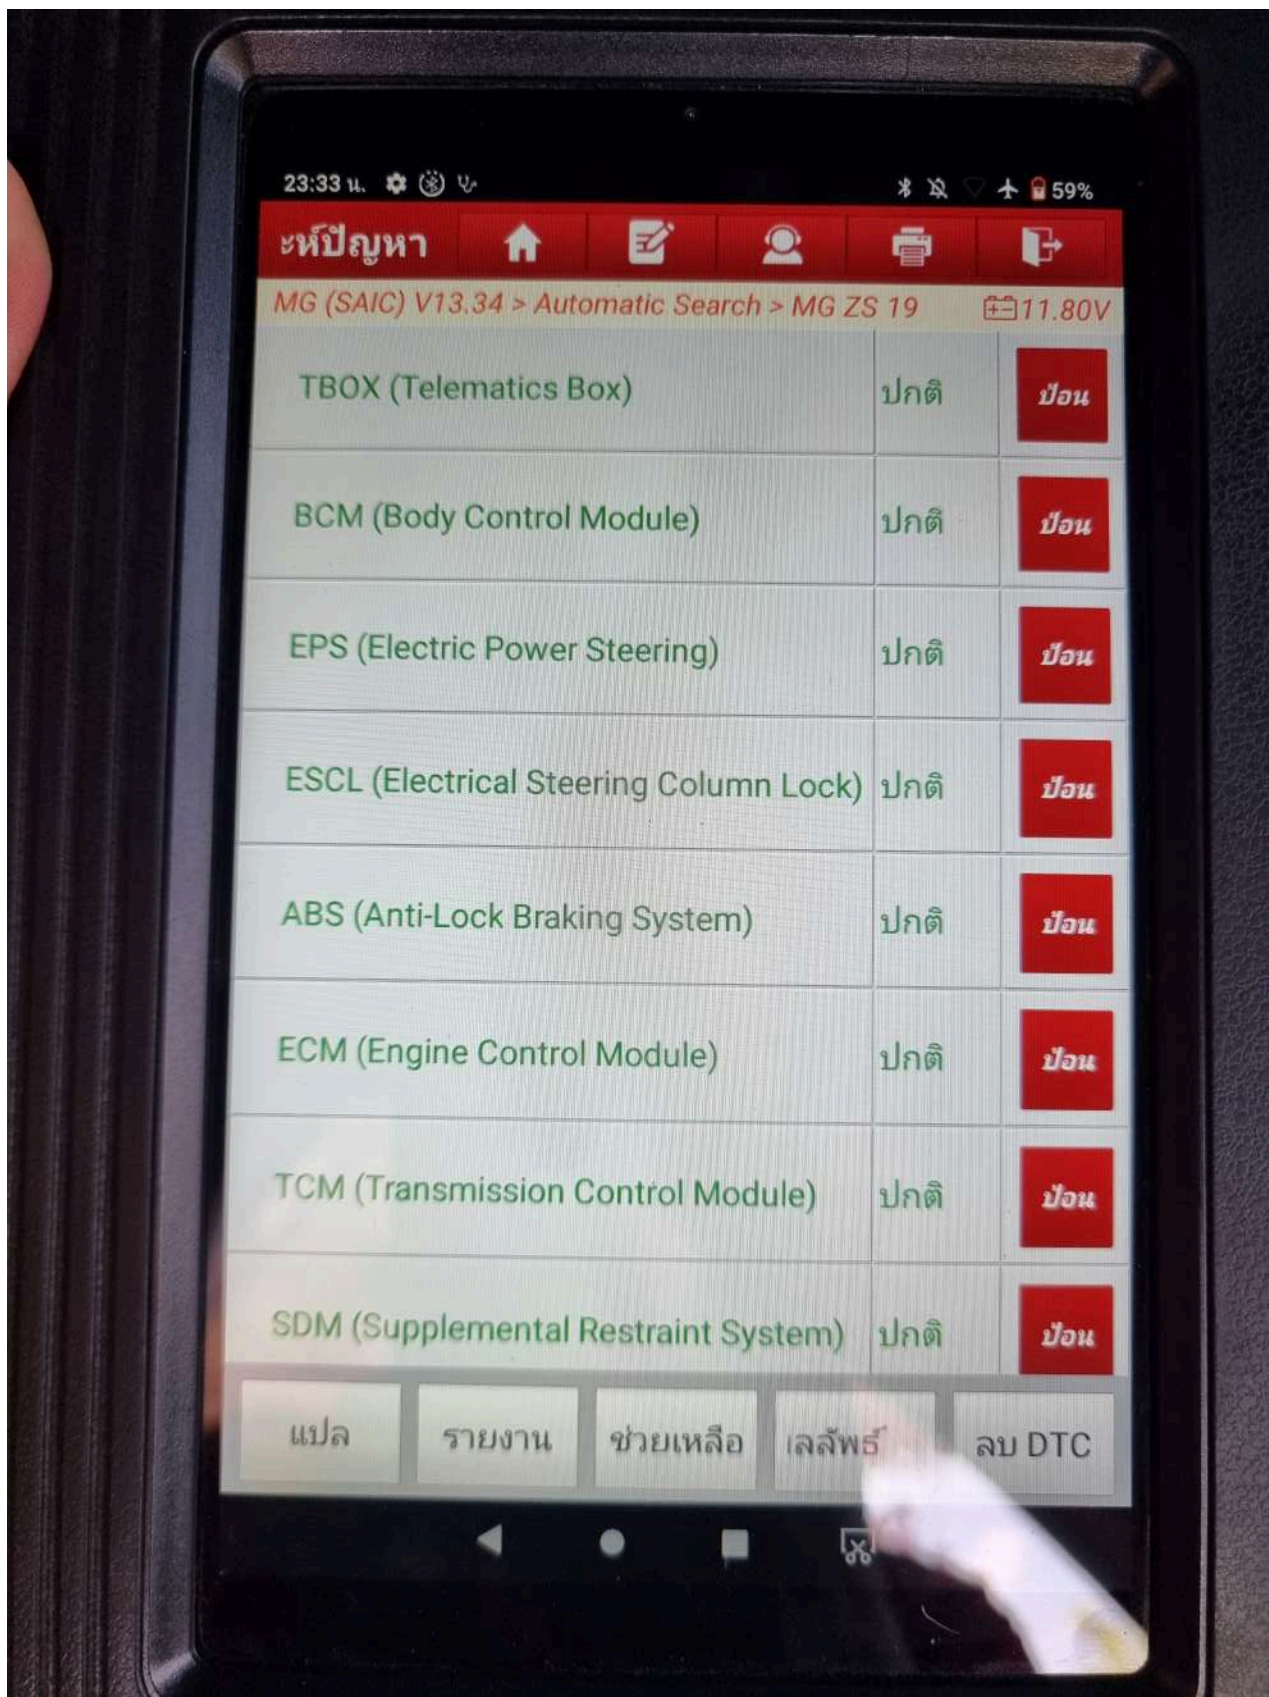 23:33 น. 59%
ะห์ปัญหา
MG (SAIC) V13.34 > Automatic Search > MG ZS 19 11.80V
TBOX (Telematics Box) ปกติ ป้อน
BCM (Body Control Module) ปกติ ป้อน
EPS (Electric Power Steering) ปกติ ป้อน
ESCL (Electrical Steering Column Lock) ปกติ ป้อน
ABS (Anti-Lock Braking System) ปกติ ป้อน
ECM (Engine Control Module) ปกติ ป้อน
TCM (Transmission Control Module) ปกติ ป้อน
SDM (Supplemental Restraint System) ปกติ ป้อน
แปล รายงาน ช่วยเหลือ ลบ DTC